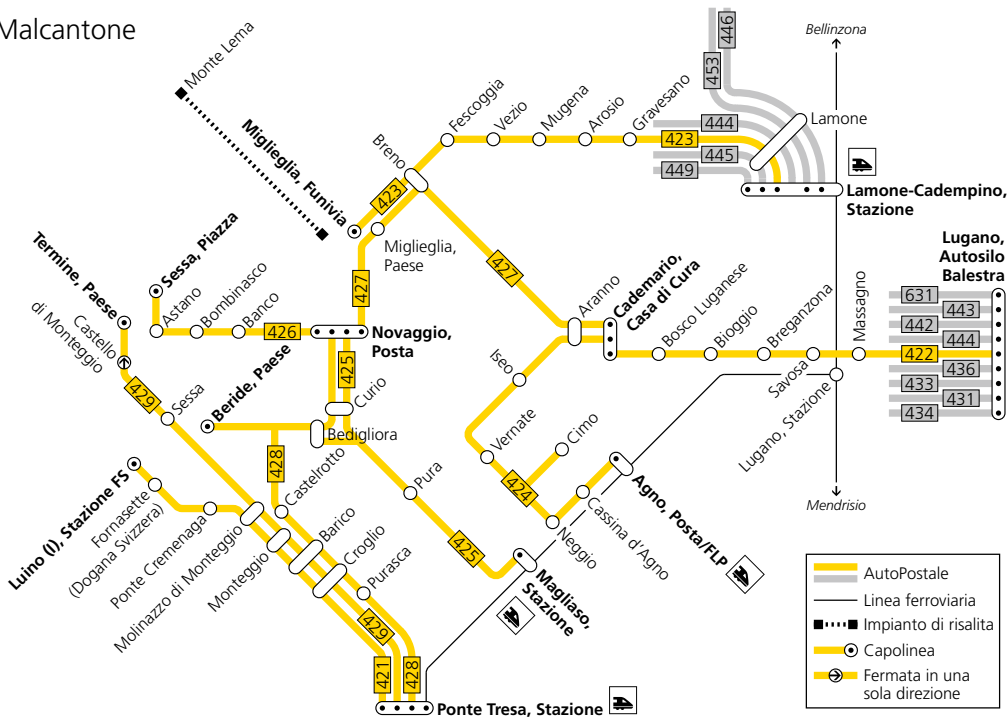 Malcantone
Monte Lema
Miglieglia, Funivia
Breno
423
Fescoggia
Vezio
Mugena
Arosio
Gravesano
423
444
445
449
453
446
Bellinzona
Lamone
Lamone-Cadempino,
Stazione
Miglieglia,
Paese
427
427
Termine, Paese
Castello
di Monteggio
Sessa, Piazza
Astano
Bombinasco
Banco
426
Novaggio,
Posta
425
Curio
Bedigliora
Beride, Paese
428
Castelrotto
429
Sessa
Aranno
Cademario,
Casa di Cura
Bosco Luganese
Bioggio
Breganzona
Savosa
Massagno
Lugano, Stazione
Lugano,
Autosilo
Balestra
631
443
442
444
422
436
433
431
434
Mendrisio
Iseo
Vernate
Cimo
424
Neggio
Cassina d'Agno
Agno, Posta/FLP
Pura
425
Magliaso,
Stazione
Luino (I), Stazione FS
Fornasette
(Dogana Svizzera)
Ponte Cremenaga
Molinazzo di Monteggio
Monteggio
Barico
Croglio
Purasca
421
429
428
Ponte Tresa, Stazione
AutoPostale
Linea ferroviaria
Impianto di risalita
Capolinea
Fermata in una
sola direzione